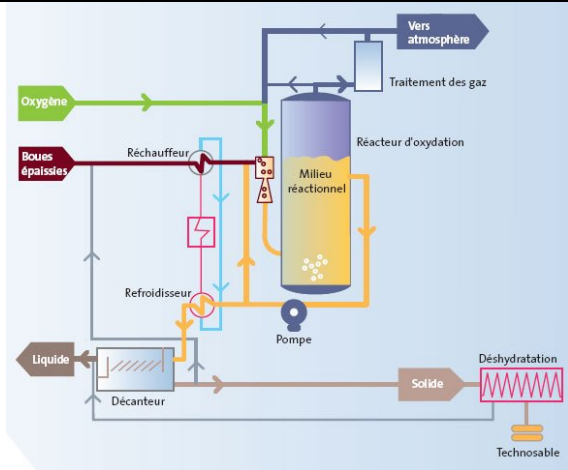 Vers
atmosphère
Traitement des gaz
Oxygène
Boues
épaissies
Réchauffeur
Réacteur d'oxydation
Milieu
réactionnel
Refroidisseur
Pompe
Liquide
Décanteur
Solide
Déshydratation
Technosable